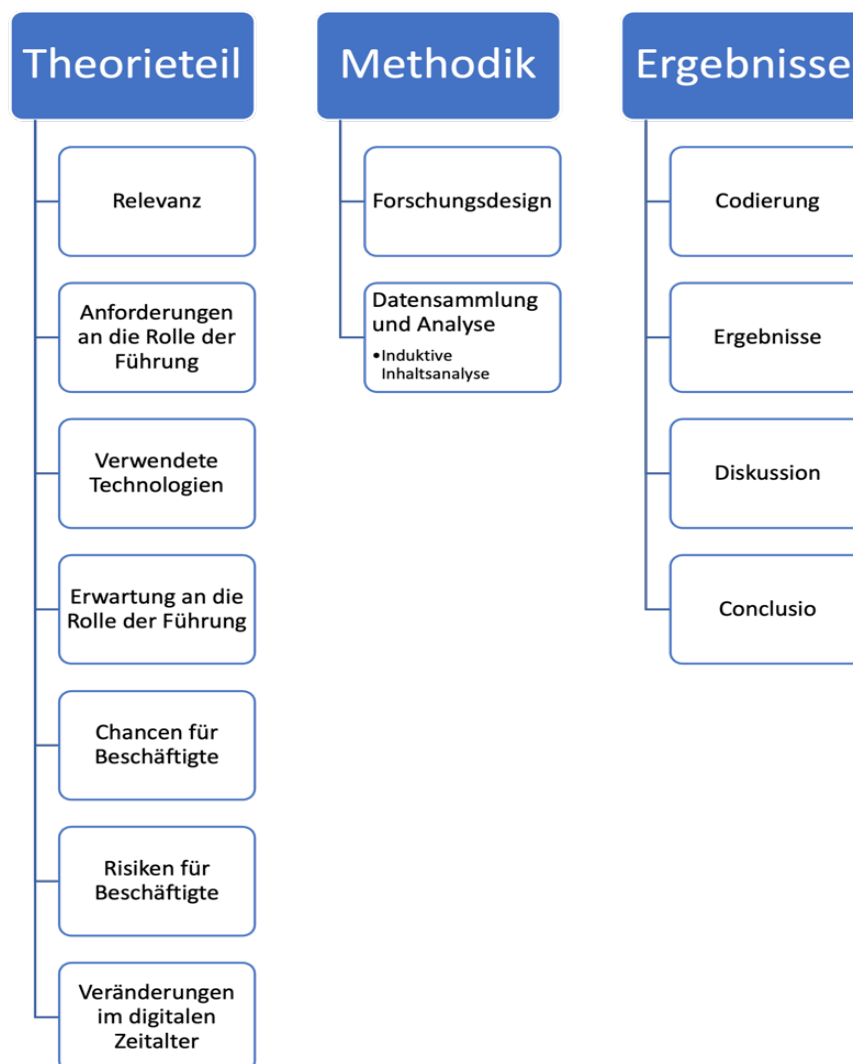 Theorieteil
Relevanz
Anforderungen
an die Rolle der
Führung
Verwendete
Technologien
Erwartung an die
Rolle der Führung
Chancen für
Beschäftigte
Risiken für
Beschäftigte
Veränderungen
im digitalen
Zeitalter
Methodik
Forschungsdesign
Datensammlung
und Analyse
•Induktive
Inhaltsanalyse
Ergebnisse
Codierung
Ergebnisse
Diskussion
Conclusio